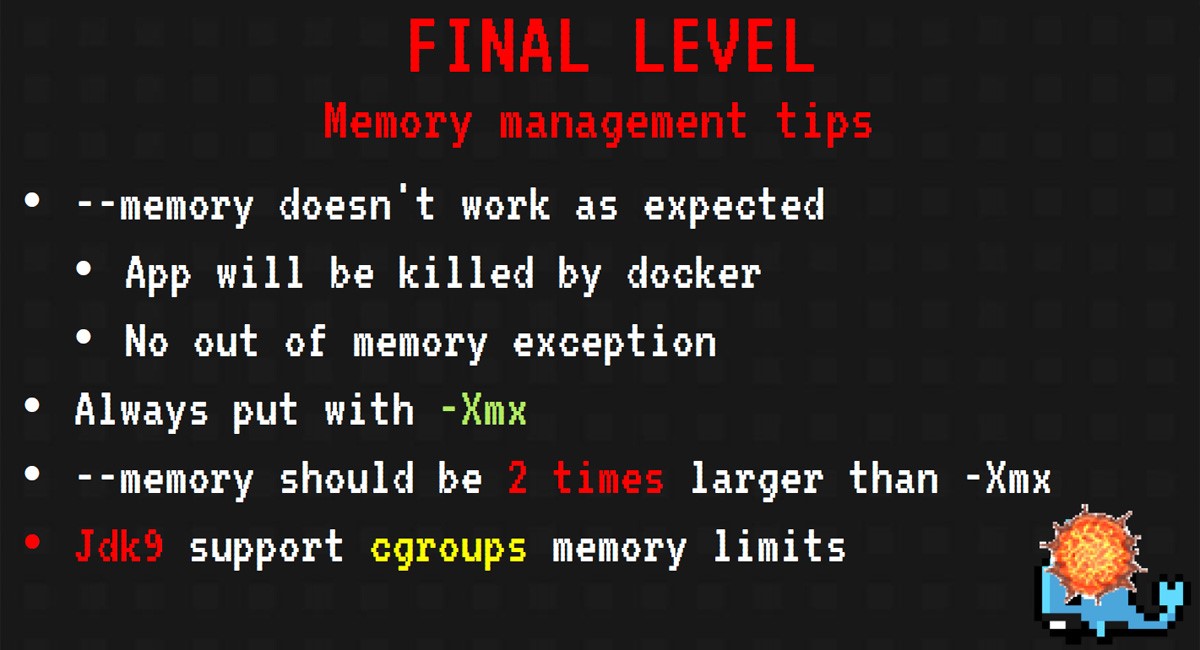 FINAL LEVEL
Memory management tips
• --memory doesn't work as expected
• App will be killed by docker
• No out of memory exception
• Always put with -Xmx
• --memory should be 2 times larger than -Xmx
• Jdk9 support cgroups memory limits